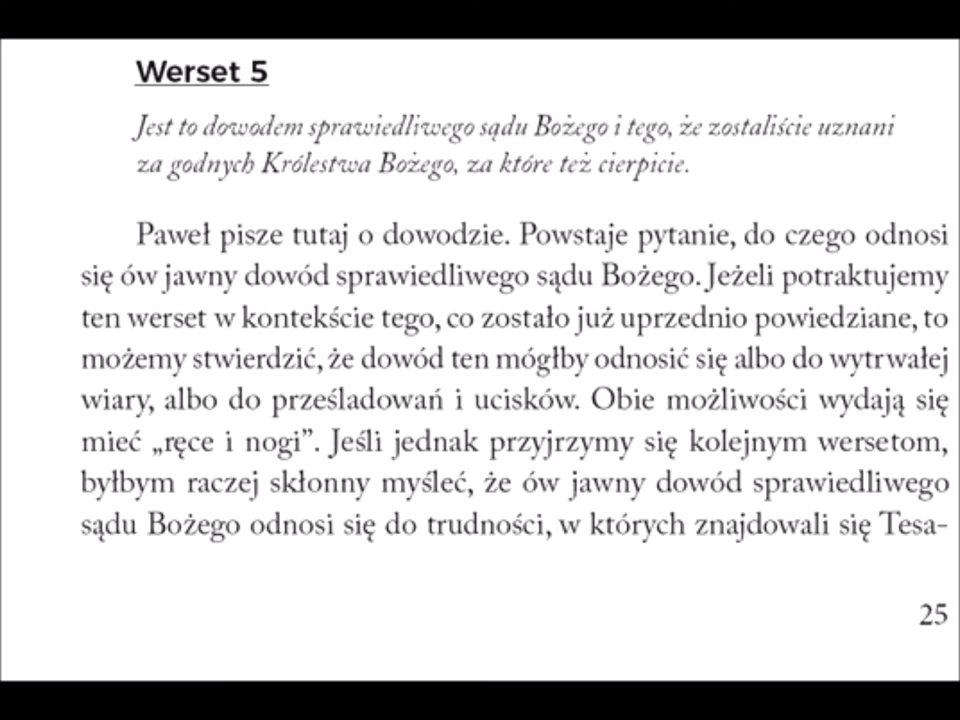 Werset 5
Jest to dowodem sprawiedliwego sądu Bożego i tego, że zostaliście uznani
za godnych Królestwa Bożego, za które też cierpicie.
Paweł pisze tutaj o dowodzie. Powstaje pytanie, do czego odnosi
się ów jawny dowód sprawiedliwego sądu Bożego. Jeżeli potraktujemy
ten werset w kontekście tego, co zostało już uprzednio powiedziane, to
możemy stwierdzić, że dowód ten mógłby odnosić się albo do wytrwałej
wiary, albo do prześladowań i ucisków. Obie możliwości wydają się
mieć „ręce i nogi”. Jeśli jednak przyjrzymy się kolejnym wersetom,
byłbym raczej skłonny myśleć, że ów jawny dowód sprawiedliwego
sądu Bożego odnosi się do trudności, w których znajdowali się Tesa-
25